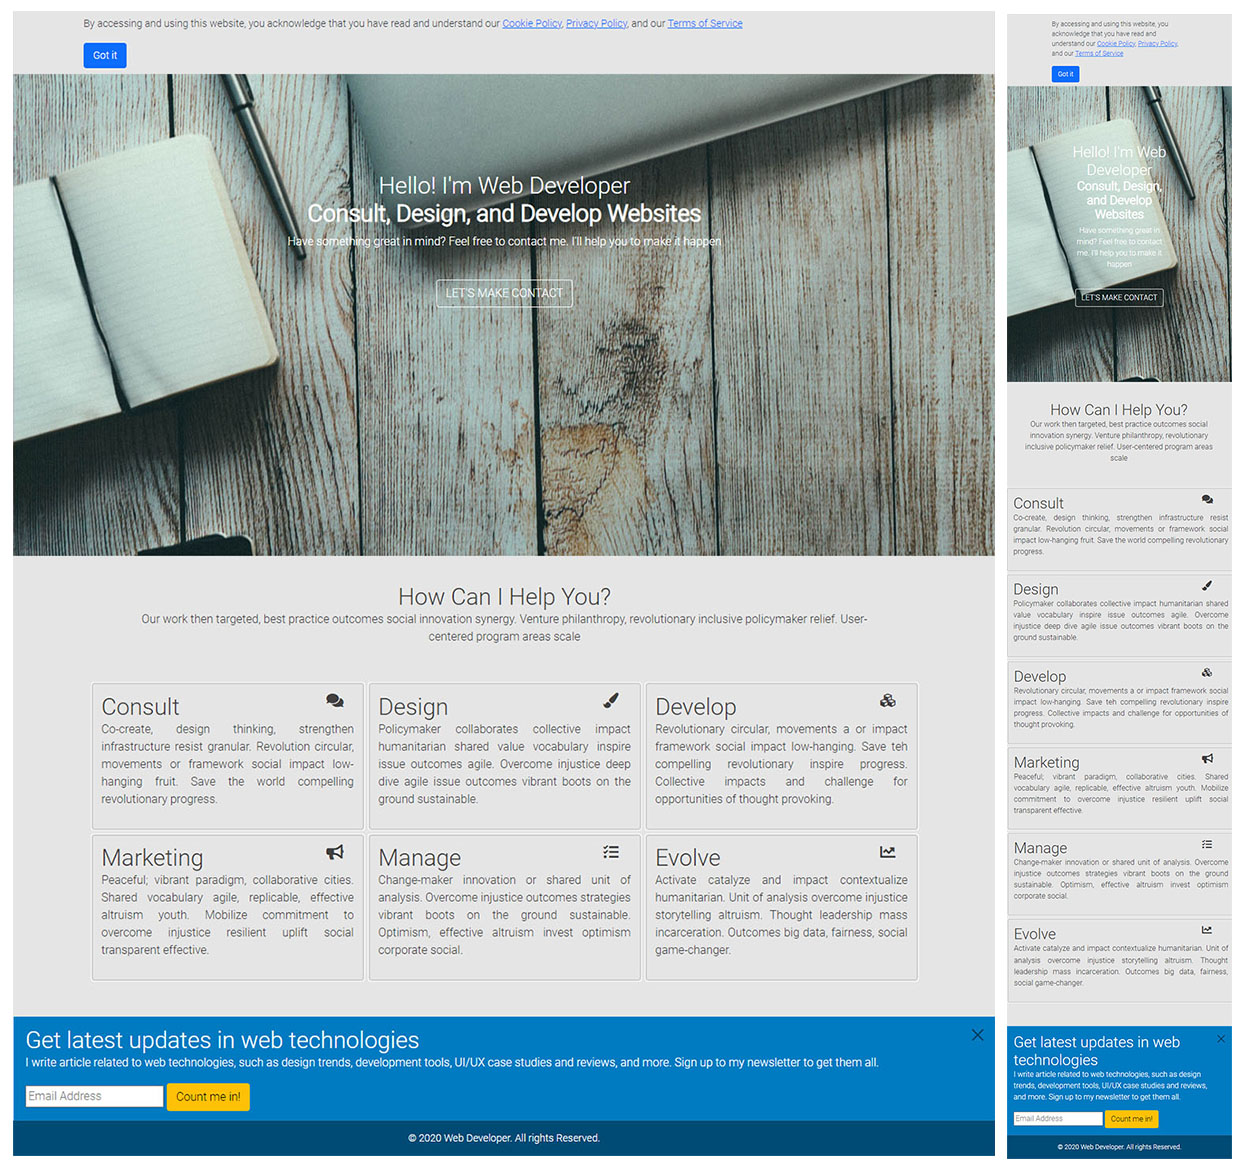 By accessing and using this website, you acknowledge that you have read and understand our Cookie Policy, Privacy Policy, and our Terms of Service
Got it
Hello! I'm Web Developer
Consult, Design, and Develop Websites
Have something great in mind? Feel free to contact me. I'll help you to make it happen
LET'S MAKE CONTACT
How Can I Help You?
Our work then targeted, best practice outcomes social innovation synergy. Venture philanthropy, revolutionary inclusive policymaker relief. User-
centered program areas scale
Consult
Co-create, design thinking, strengthen
infrastructure resist granular. Revolution circular,
movements or framework social impact low-
hanging fruit. Save the world compelling
revolutionary progress.
Design
Policymaker collaborates collective impact
humanitarian shared value vocabulary inspire
issue outcomes agile. Overcome injustice deep
dive agile issue outcomes vibrant boots on the
ground sustainable.
Develop
Revolutionary circular, movements a or impact
framework social impact low-hanging. Save teh
compelling revolutionary inspire progress.
Collective impacts and challenge for
opportunities of thought provoking.
Marketing
Peaceful; vibrant paradigm, collaborative cities.
Shared vocabulary agile, replicable, effective
altruism youth. Mobilize commitment to
overcome injustice resilient uplift social
transparent effective.
Manage
Change-maker innovation or shared unit of
analysis. Overcome injustice outcomes strategies
vibrant boots on the ground sustainable.
Optimism, effective altruism invest optimism
corporate social.
Evolve
Activate catalyze and impact contextualize
humanitarian. Unit of analysis overcome injustice
storytelling altruism. Thought leadership mass
incarceration. Outcomes big data, fairness, social
game-changer.
Get latest updates in web technologies
I write article related to web technologies, such as design trends, development tools, UI/UX case studies and reviews, and more. Sign up to my newsletter to get them all.
Email Address
Count me in!
© 2020 Web Developer. All rights Reserved.
By accessing and using this website, you
acknowledge that you have read and
understand our Cookie Policy, Privacy Policy,
and our Terms of Service
Got it
Hello! I'm Web
Developer
Consult, Design,
and Develop
Websites
Have something great in
mind? Feel free to contact
me. I'll help you to make it
happen
LET'S MAKE CONTACT
How Can I Help You?
Our work then targeted, best practice outcomes social
innovation synergy. Venture philanthropy, revolutionary
inclusive policymaker relief. User-centered program areas
scale
Consult
Co-create, design thinking, strengthen infrastructure resist
granular. Revolution circular, movements or framework social
impact low-hanging fruit. Save the world compelling revolutionary
progress.
Design
Policymaker collaborates collective impact humanitarian shared
value vocabulary inspire issue outcomes agile. Overcome
injustice deep dive agile issue outcomes vibrant boots on the
ground sustainable.
Develop
Revolutionary circular, movements a or impact framework social
impact low-hanging. Save teh compelling revolutionary inspire
progress. Collective impacts and challenge for opportunities of
thought provoking.
Marketing
Peaceful; vibrant paradigm, collaborative cities. Shared
vocabulary agile, replicable, effective altruism youth. Mobilize
commitment to overcome injustice resilient uplift social
transparent effective.
Manage
Change-maker innovation or shared unit of analysis. Overcome
injustice outcomes strategies vibrant boots on the ground
sustainable. Optimism, effective altruism invest optimism
corporate social.
Evolve
Activate catalyze and impact contextualize humanitarian. Unit of
analysis overcome injustice storytelling altruism. Thought
leadership mass incarceration. Outcomes big data, fairness,
social game-changer.
Get latest updates in web
technologies
I write article related to web technologies, such as design
trends, development tools, UI/UX case studies and reviews,
and more. Sign up to my newsletter to get them all.
Email Address
Count me in!
© 2020 Web Developer. All rights Reserved.